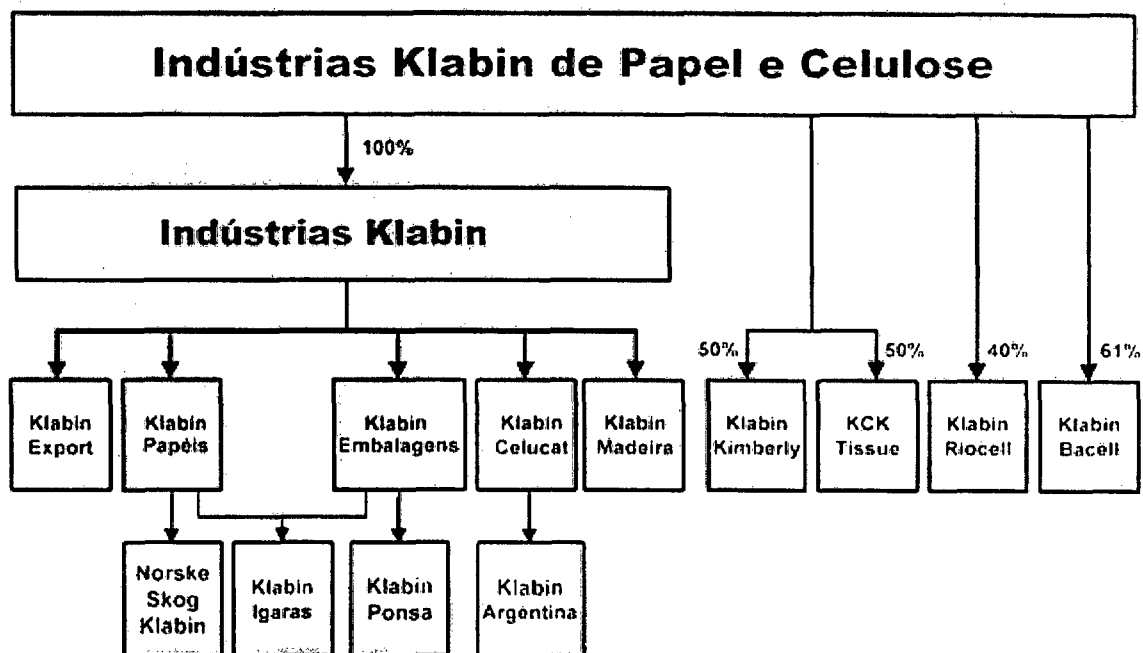 Indústrias Klabin de Papel e Celulose
100%
Indústrias Klabin
50%
50%
40%
61%
Klabin
Export
Klabin
Papéis
Klabin
Embalagens
Klabin
Celucat
Klabin
Madeira
Klabin
Kimberly
KCK
Tissue
Klabin
Riocell
Klabin
Bacell
Norske
Skog
Klabin
Klabin
Igaras
Klabin
Ponsa
Klabin
Argentina